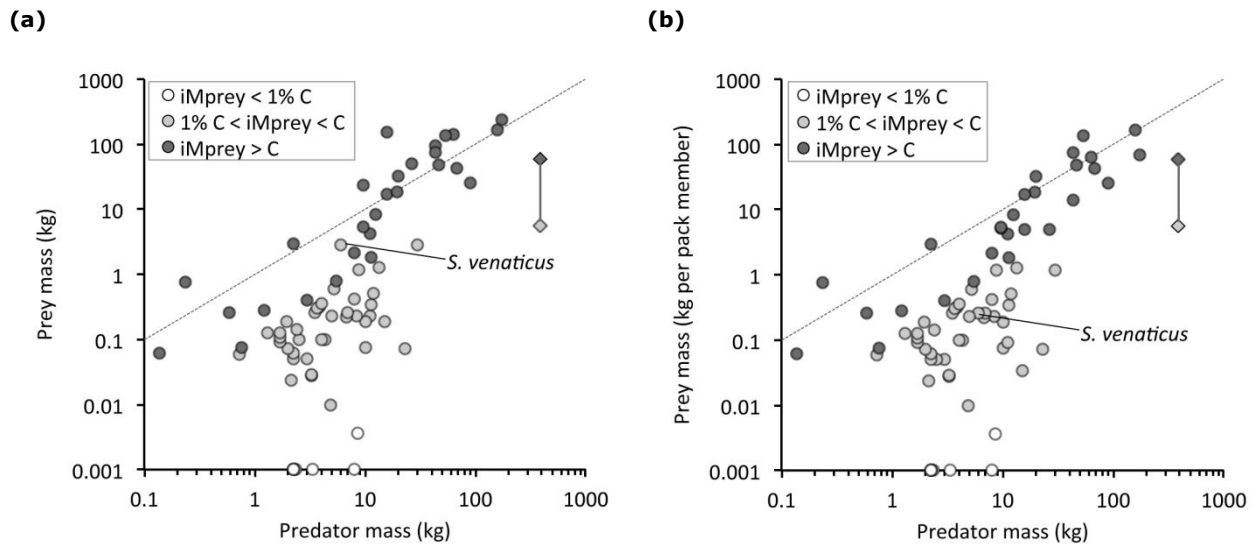 (a)
1000
100
10
1
0.1
0.01
0.001
Prey mass (kg)
iMprey < 1% C
1% C < iMprey < C
iMprey > C
S. venaticus
0.1
1
10
100
1000
Predator mass (kg)
(b)
1000
100
10
1
0.1
0.01
0.001
Prey mass (kg per pack member)
iMprey < 1% C
1% C < iMprey < C
iMprey > C
S. venaticus
0.1
1
10
100
1000
Predator mass (kg)